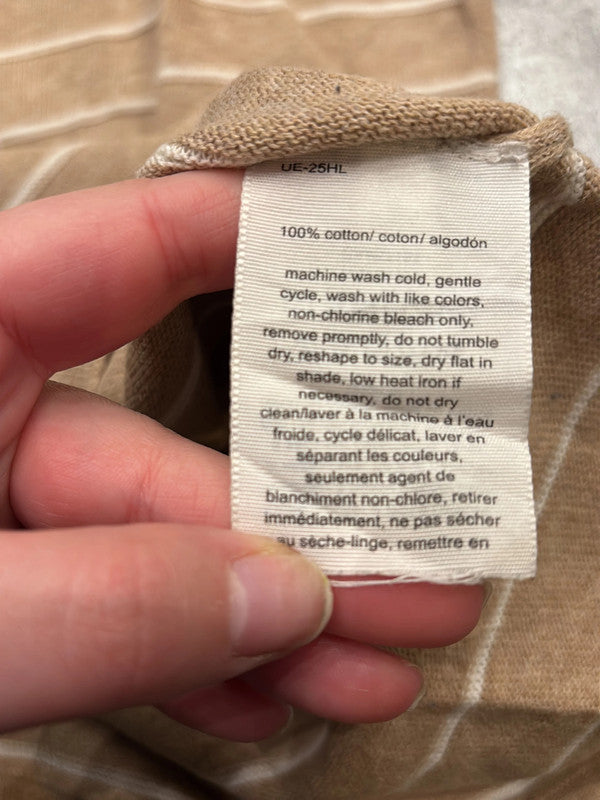 UE-25HL
100% cotton/ coton/ algodón
machine wash cold, gentle
cycle, wash with like colors,
non-chlorine bleach only,
remove promptly, do not tumble
dry, reshape to size, dry flat in
shade, low heat iron if
necessary, do not dry
clean/laver à la machine à l'eau
froide, cycle délicat, laver en
séparant les couleurs,
seulement agent de
blanchiment non-chlore, retirer
immédiatement, ne pas sécher
au sèche-linge, remettre en